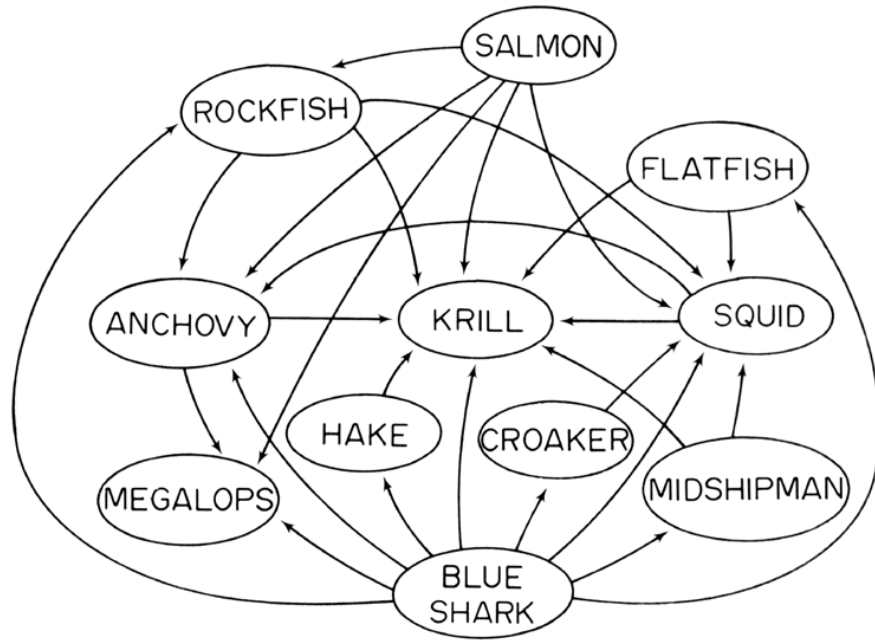 SALMON
ROCKFISH
FLATFISH
ANCHOVY
KRILL
SQUID
HAKE
CROAKER
MEGALOPS
MIDSHIPMAN
BLUE
SHARK